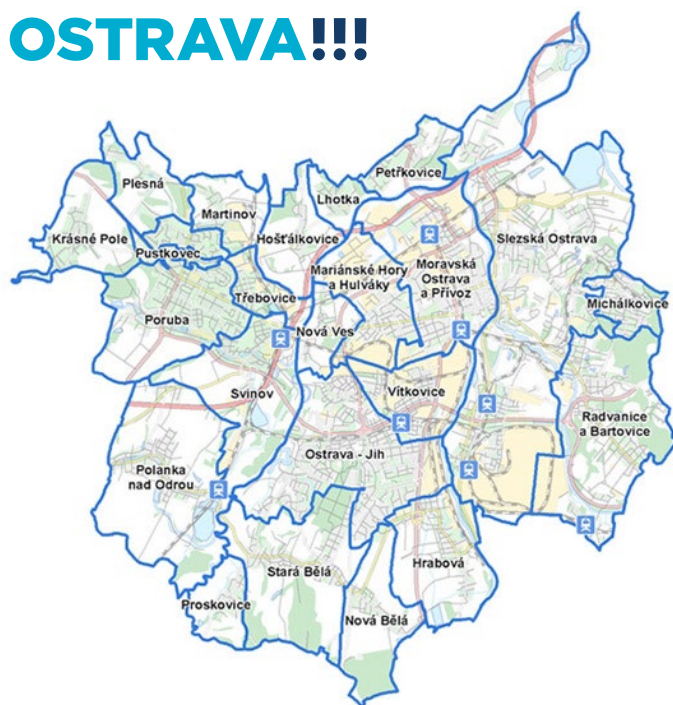 OSTRAVA!!!
Petřkovice
Plesná
Lhotka
Martinov
Krásné Pole
Hošťálkovice
Slezská Ostrava
Pustkovec
Mariánské Hory
a Hulváky
Moravská
Ostrava
a Přívoz
Třebovice
Michálkovice
Poruba
Nová Ves
Svinov
Vítkovice
Radvanice
a Bartovice
Ostrava - Jih
Polanka
nad Odrou
Hrabová
Stará Bělá
Proskovice
Nová Bělá